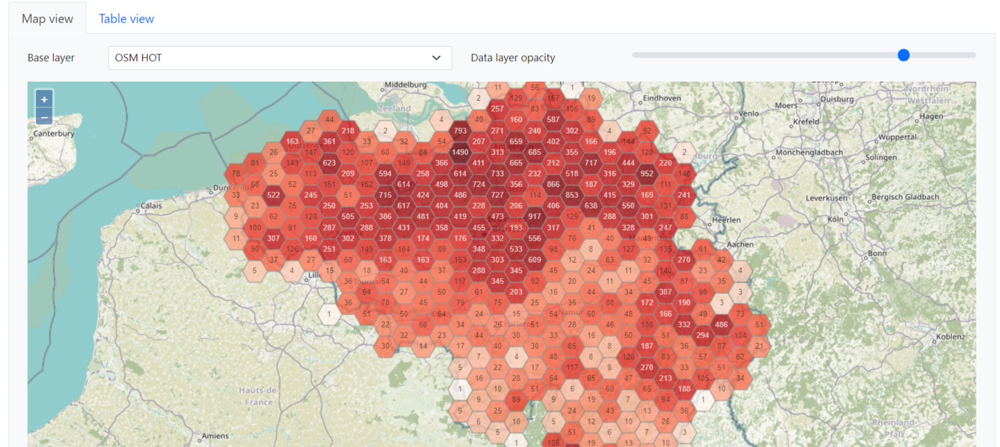 Map view Table view
Base layer OSM HOT Data layer opacity
+
−
Middelburg
Zeeland
Eindhoven
Venlo
Moers
Duisburg
Nordrhein-
Westfalen
Krefeld
Hagen
Canterbury
Wuppertal
Mönchengladbach
Solingen
Leverkusen
Bergisch Gladbach
Dunkerque
Calais
Heerlen
Köln
Aachen
Bonn
Koblenz
Hauts-de-
France
Amiens
Rheinland-
Pfalz
Oostende
Antwerpen
Mechelen
Kortrijk
Lille
Tournai
Mons
Namur
Charleroi
Liège
Maastricht
11 56 1
2 129 157 19
257 83 106
44 4 40 160 587 89
27 218 2 793 271 240 302 4 92
163 361 33 32 54 207 659 402 166 144
26 147 120 60 88 1490 313 685 355 196 120 2
81 143 623 107 149 366 411 665 212 717 444 220
78 25 113 209 594 258 614 733 232 518 316 952 148
68 52 151 152 614 498 724 356 866 187 329 111
33 522 245 51 715 424 486 727 114 853 415 169 241
23 75 250 253 617 404 228 206 406 638 550 131
9 62 128 505 386 481 419 473 917 129 288 301 88
100 91 287 288 431 358 455 193 317 41 328 247
11 307 160 302 378 174 176 332 556 76 40 49
90 126 251 149 104 89 348 533 98 8 127 135 61
37 27 60 163 163 153 303 609 12 63 32 270 42
5 4 15 18 40 37 288 345 45 24 11 140 23 4
36 54 44 117 345 92 20 11 45 87 35
94 27 50 61 203 16 44 34 307 98 3
36 78 45 79 75 25 35 88 172 190 3
1 51 50 64 24 15 54 60 48 166 49 73
22 68 34 26 51 28 46 136 332 486 51
32 23 44 30 33 16 50 51 294 104
30 14 17 40 30 85 8 187 36 87 21
7 4 48 8 128 83 57 62
5 22 17 117 8 270 33 51
16 28 54 65 47 213 105 34
1 10 51 6 60 65 188 10
9 89 9 19 7 94 1
9 25 24 43 13 36
6 10 5 12 10 26
5 51 6 7 3
1 105 19 13 10